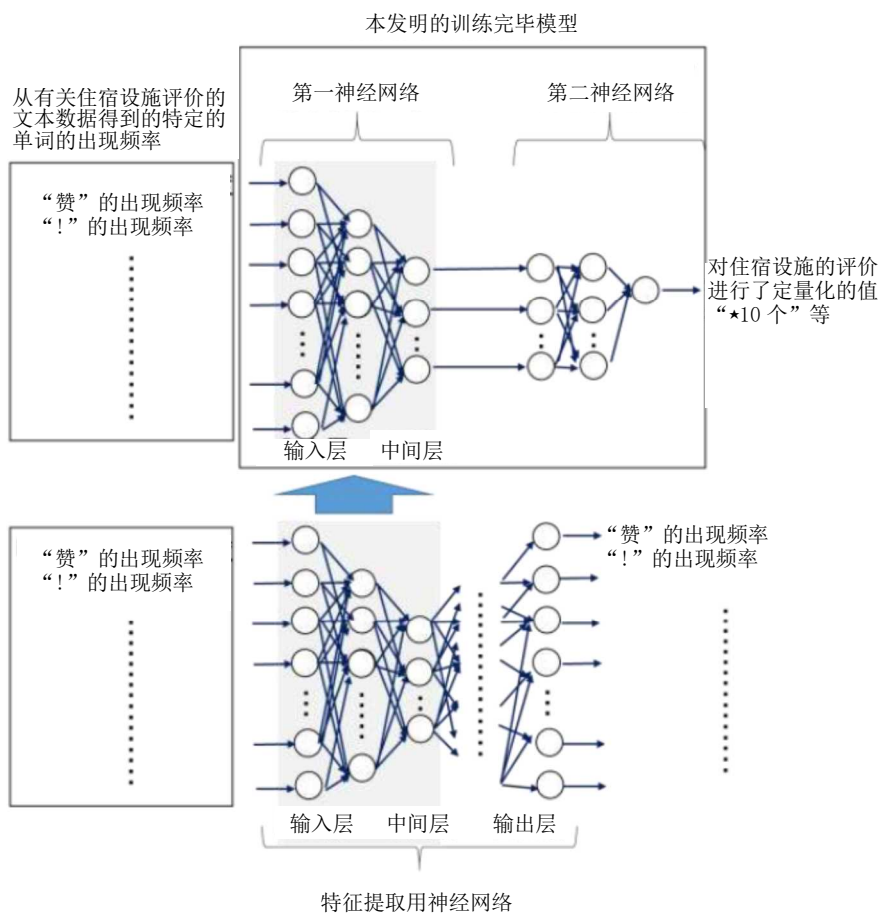 本发明的训练完毕模型
从有关住宿设施评价的
文本数据得到的特定的
单词的出现频率
第一神经网络
第二神经网络
“赞”的出现频率
“!”的出现频率
对住宿设施的评价
进行了定量化的值
“★10 个”等
输入层
中间层
“赞”的出现频率
“!”的出现频率
“赞”的出现频率
“!”的出现频率
输入层
中间层
输出层
特征提取用神经网络